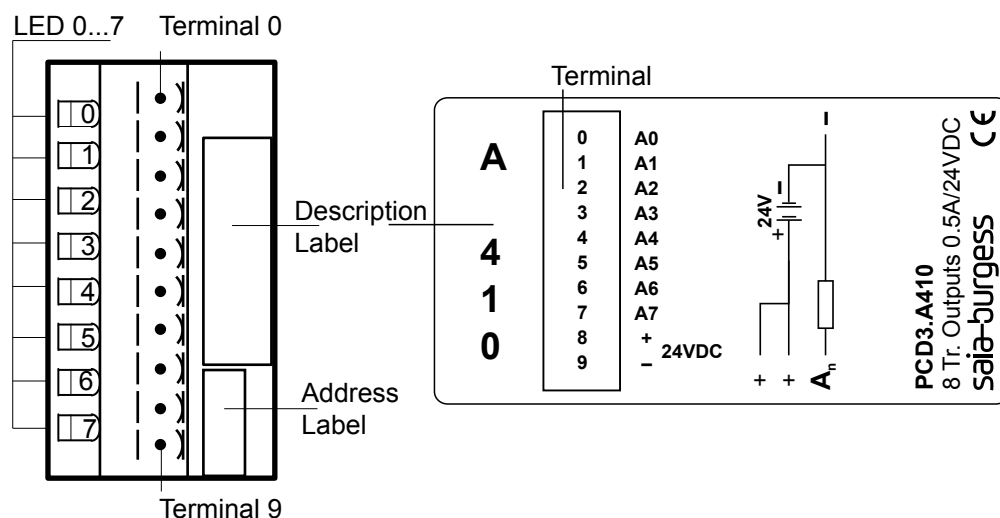 LED 0...7
Terminal 0
0
1
2
3
4
5
6
7
Description
Label
Address
Label
Terminal 9
Terminal
A
4
1
0
0 A0
1 A1
2 A2
3 A3
4 A4
5 A5
6 A6
7 A7
8 +
9 –
24VDC
–
24V
–
+
+ + An
PCD3.A410
8 Tr. Outputs 0.5A/24VDC
saia-burgess
CE